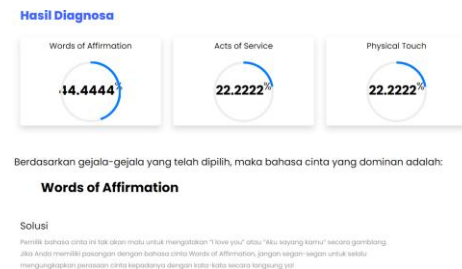 Hasil Diagnosa
Words of Affirmation
Acts of Service
Physical Touch
44.4444%
22.2222%
22.2222%
Berdasarkan gejala-gejala yang telah dipilih, maka bahasa cinta yang dominan adalah:
Words of Affirmation
Solusi
Pemilik bahasa cinta ini tak akan malu untuk mengatakan "I love you" atau "Aku sayang kamu" secara gamblang.
Jika Anda memiliki pasangan dengan bahasa cinta Words of Affirmation, jangan segan-segan untuk selalu
mengungkapkan perasaan cinta kepadanya dengan kata-kata secara langsung ya!